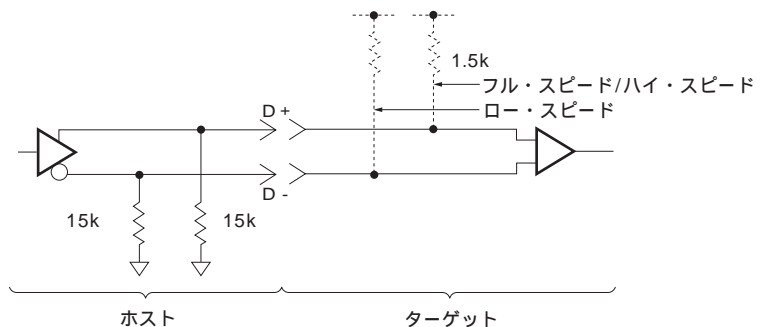 1.5k
フル・スピード/ハイ・スピード
ロー・スピード
D+
D-
15k
15k
ホスト
ターゲット